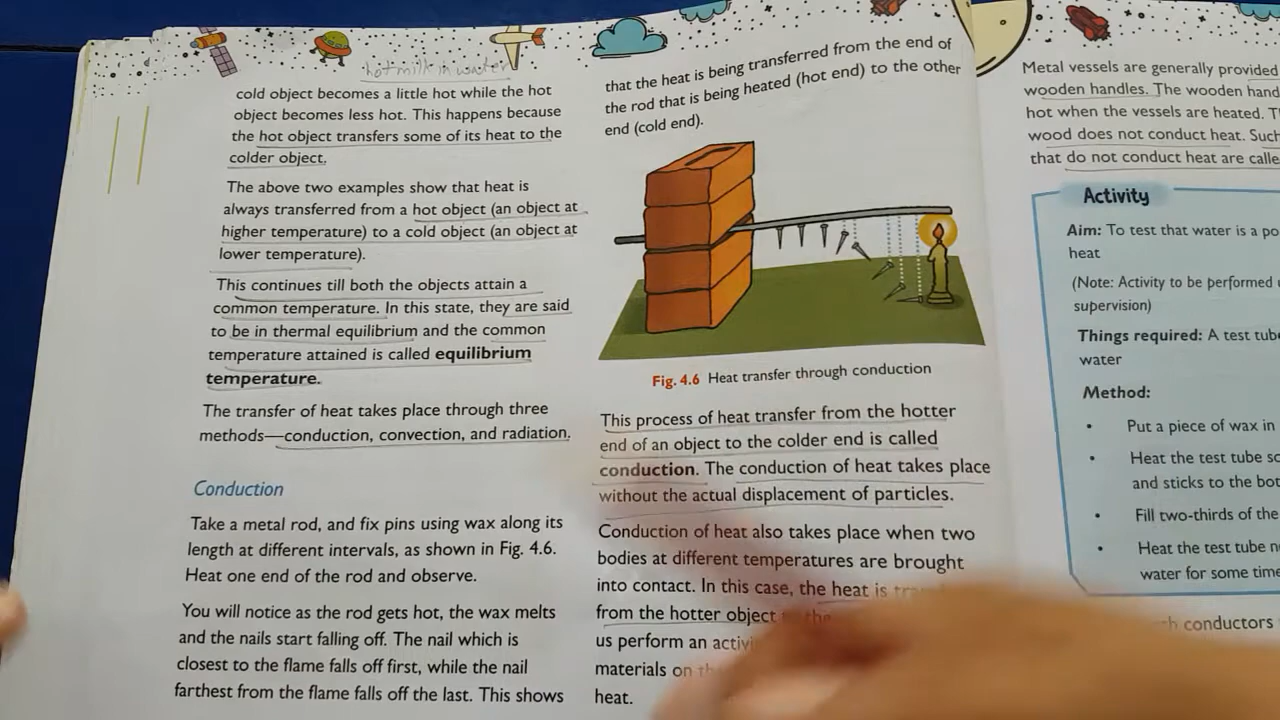 hot milk in water
cold object becomes a little hot while the hot
object becomes less hot. This happens because
the hot object transfers some of its heat to the
colder object.
The above two examples show that heat is
always transferred from a hot object (an object at
higher temperature) to a cold object (an object at
lower temperature).
This continues till both the objects attain a
common temperature. In this state, they are said
to be in thermal equilibrium and the common
temperature attained is called equilibrium
temperature.
The transfer of heat takes place through three
methods—conduction, convection, and radiation.
Conduction
Take a metal rod, and fix pins using wax along its
length at different intervals, as shown in Fig. 4.6.
Heat one end of the rod and observe.
You will notice as the rod gets hot, the wax melts
and the nails start falling off. The nail which is
closest to the flame falls off first, while the nail
farthest from the flame falls off the last. This shows
that the heat is being transferred from the end of
the rod that is being heated (hot end) to the other
end (cold end).
Fig. 4.6 Heat transfer through conduction
This process of heat transfer from the hotter
end of an object to the colder end is called
conduction. The conduction of heat takes place
without the actual displacement of particles.
Conduction of heat also takes place when two
bodies at different temperatures are brought
into contact. In this case, the heat is
from the hotter object
us perform an
materials on
heat.
Metal vessels are generally provided
wooden handles. The wooden
hot when the vessels are heated.
wood does not conduct heat. Such
that do not conduct heat are
Activity
Aim: To test that water is a
heat
(Note: Activity to be performed
supervision)
Things required: A test
water
Method:
• Put a piece of wax in
• Heat the test tube
and sticks to the
• Fill two-thirds of the
• Heat the test tube
water for some
conductors